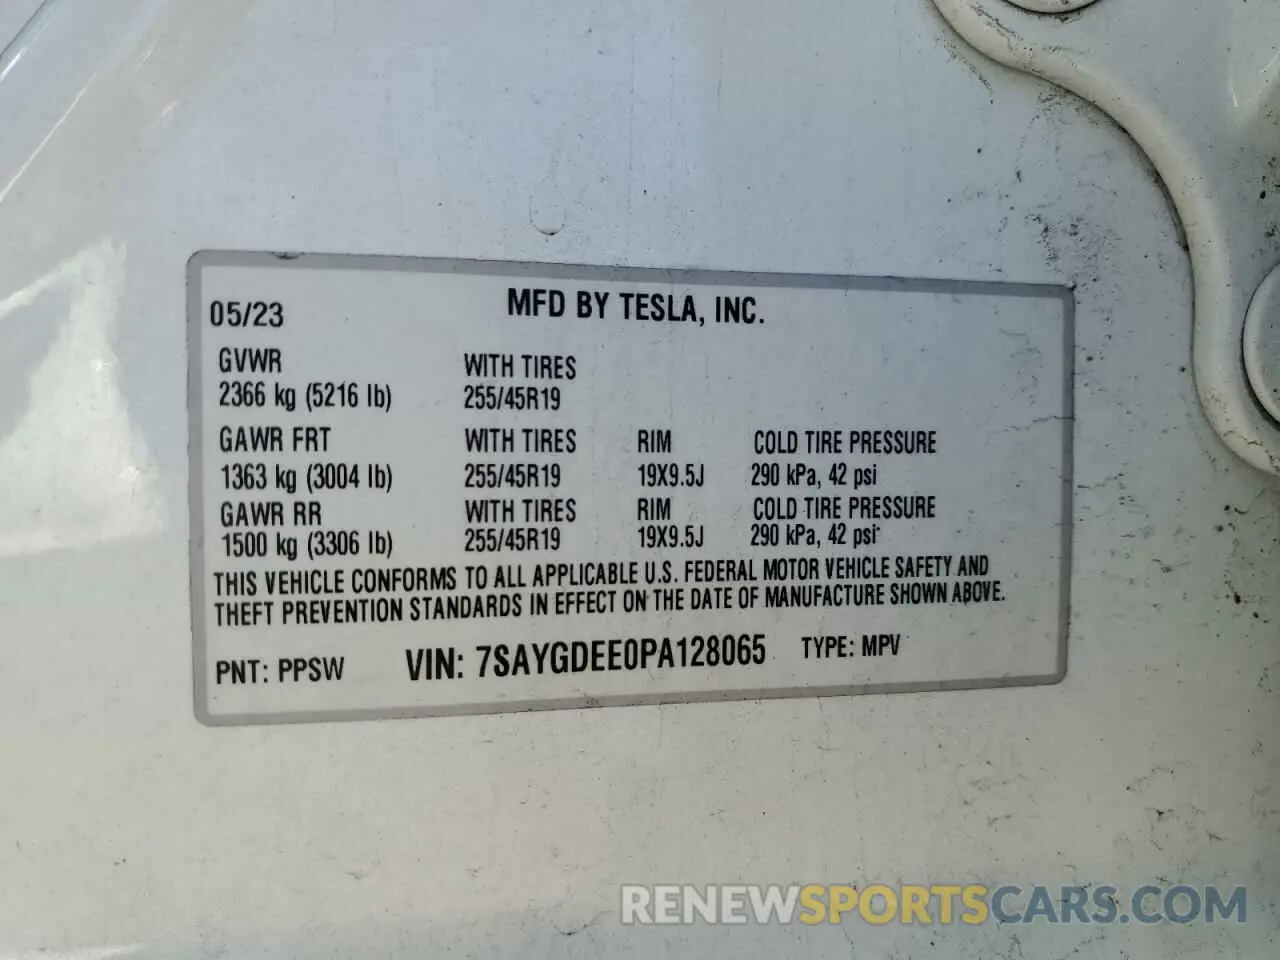 05/23 MFD BY TESLA, INC.
GVWR WITH TIRES
2366 kg (5216 lb) 255/45R19
GAWR FRT WITH TIRES RIM COLD TIRE PRESSURE
1363 kg (3004 lb) 255/45R19 19X9.5J 290 kPa, 42 psi
GAWR RR WITH TIRES RIM COLD TIRE PRESSURE
1500 kg (3306 lb) 255/45R19 19X9.5J 290 kPa, 42 psi
THIS VEHICLE CONFORMS TO ALL APPLICABLE U.S. FEDERAL MOTOR VEHICLE SAFETY AND
THEFT PREVENTION STANDARDS IN EFFECT ON THE DATE OF MANUFACTURE SHOWN ABOVE.
PNT: PPSW VIN: 7SAYGDEE0PA128065 TYPE: MPV
RENEWSPORTSCARS.COM